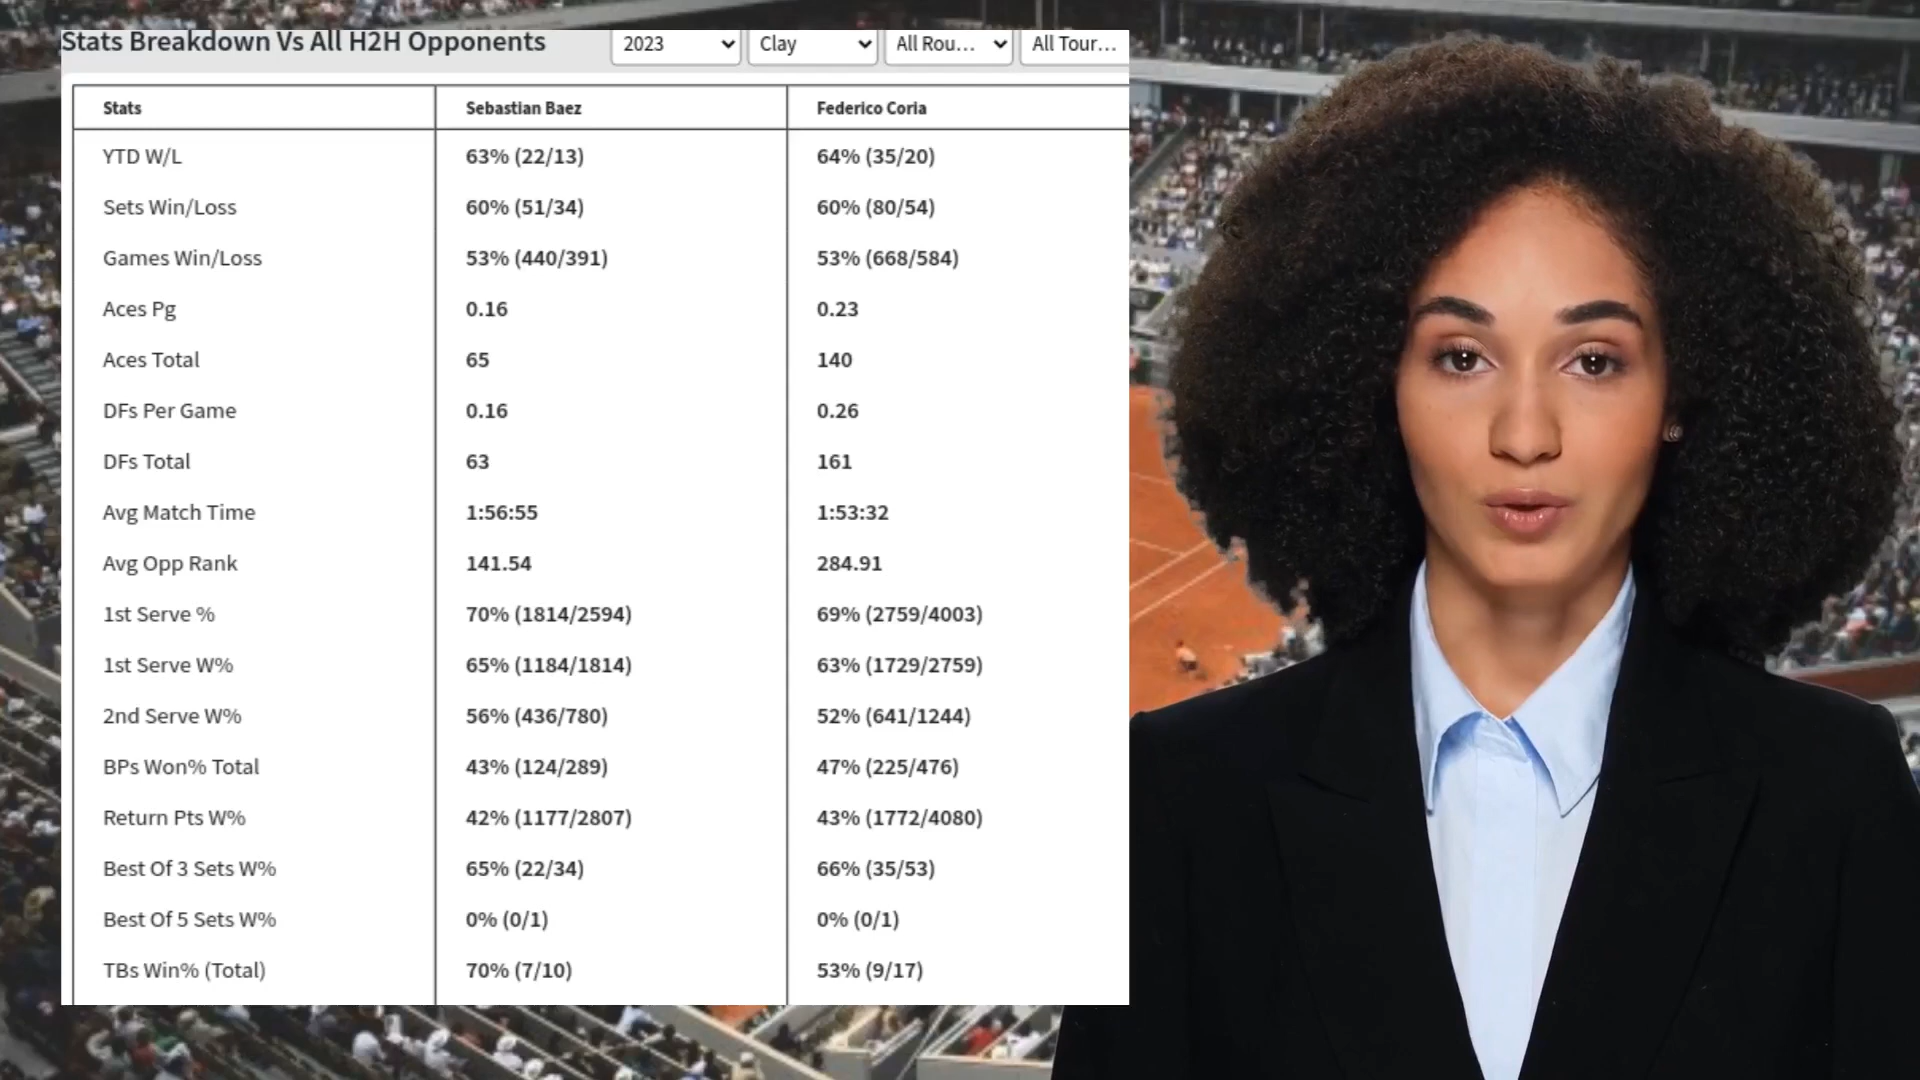 Stats Breakdown Vs All H2H Opponents 2023 Clay All Rou... All Tour...
Stats Sebastian Baez Federico Coria
YTD W/L 63% (22/13) 64% (35/20)
Sets Win/Loss 60% (51/34) 60% (80/54)
Games Win/Loss 53% (440/391) 53% (668/584)
Aces Pg 0.16 0.23
Aces Total 65 140
DFs Per Game 0.16 0.26
DFs Total 63 161
Avg Match Time 1:56:55 1:53:32
Avg Opp Rank 141.54 284.91
1st Serve % 70% (1814/2594) 69% (2759/4003)
1st Serve W% 65% (1184/1814) 63% (1729/2759)
2nd Serve W% 56% (436/780) 52% (641/1244)
BPs Won% Total 43% (124/289) 47% (225/476)
Return Pts W% 42% (1177/2807) 43% (1772/4080)
Best Of 3 Sets W% 65% (22/34) 66% (35/53)
Best Of 5 Sets W% 0% (0/1) 0% (0/1)
TBs Win% (Total) 70% (7/10) 53% (9/17)